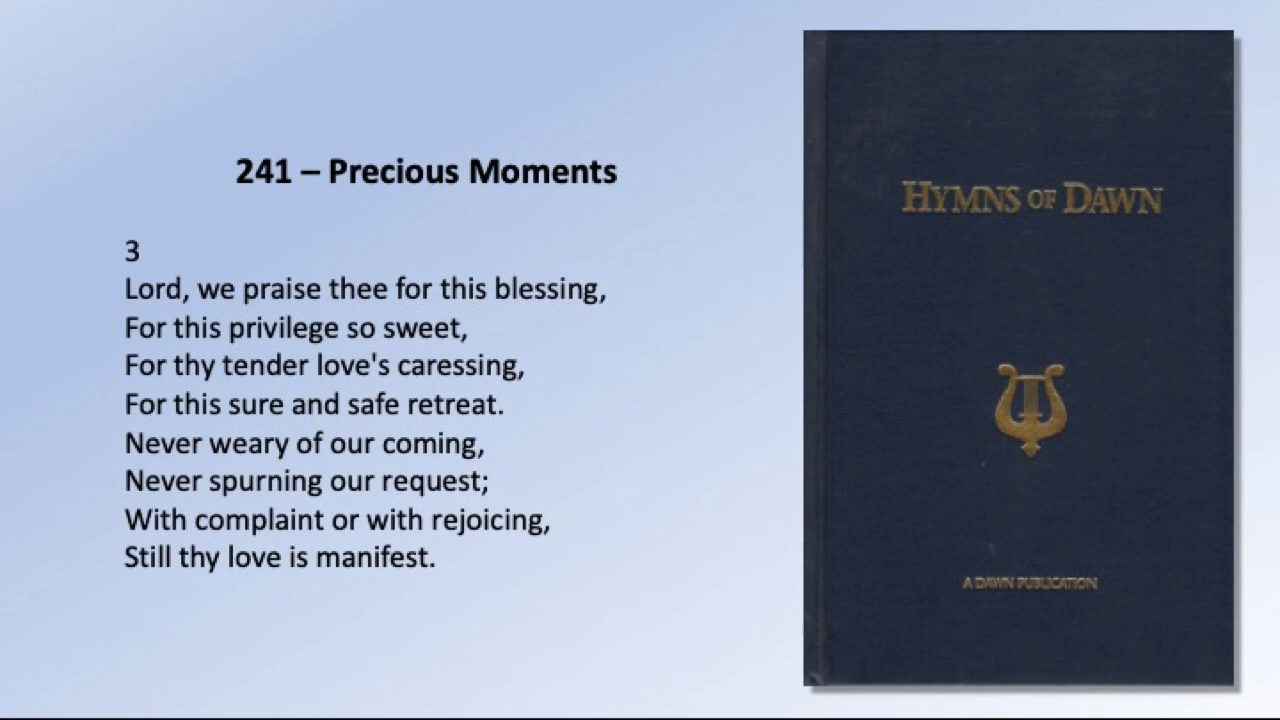 241 – Precious Moments
3
Lord, we praise thee for this blessing,
For this privilege so sweet,
For thy tender love's caressing,
For this sure and safe retreat.
Never weary of our coming,
Never spurning our request;
With complaint or with rejoicing,
Still thy love is manifest.
HYMNS OF DAWN
A DAWN PUBLICATION